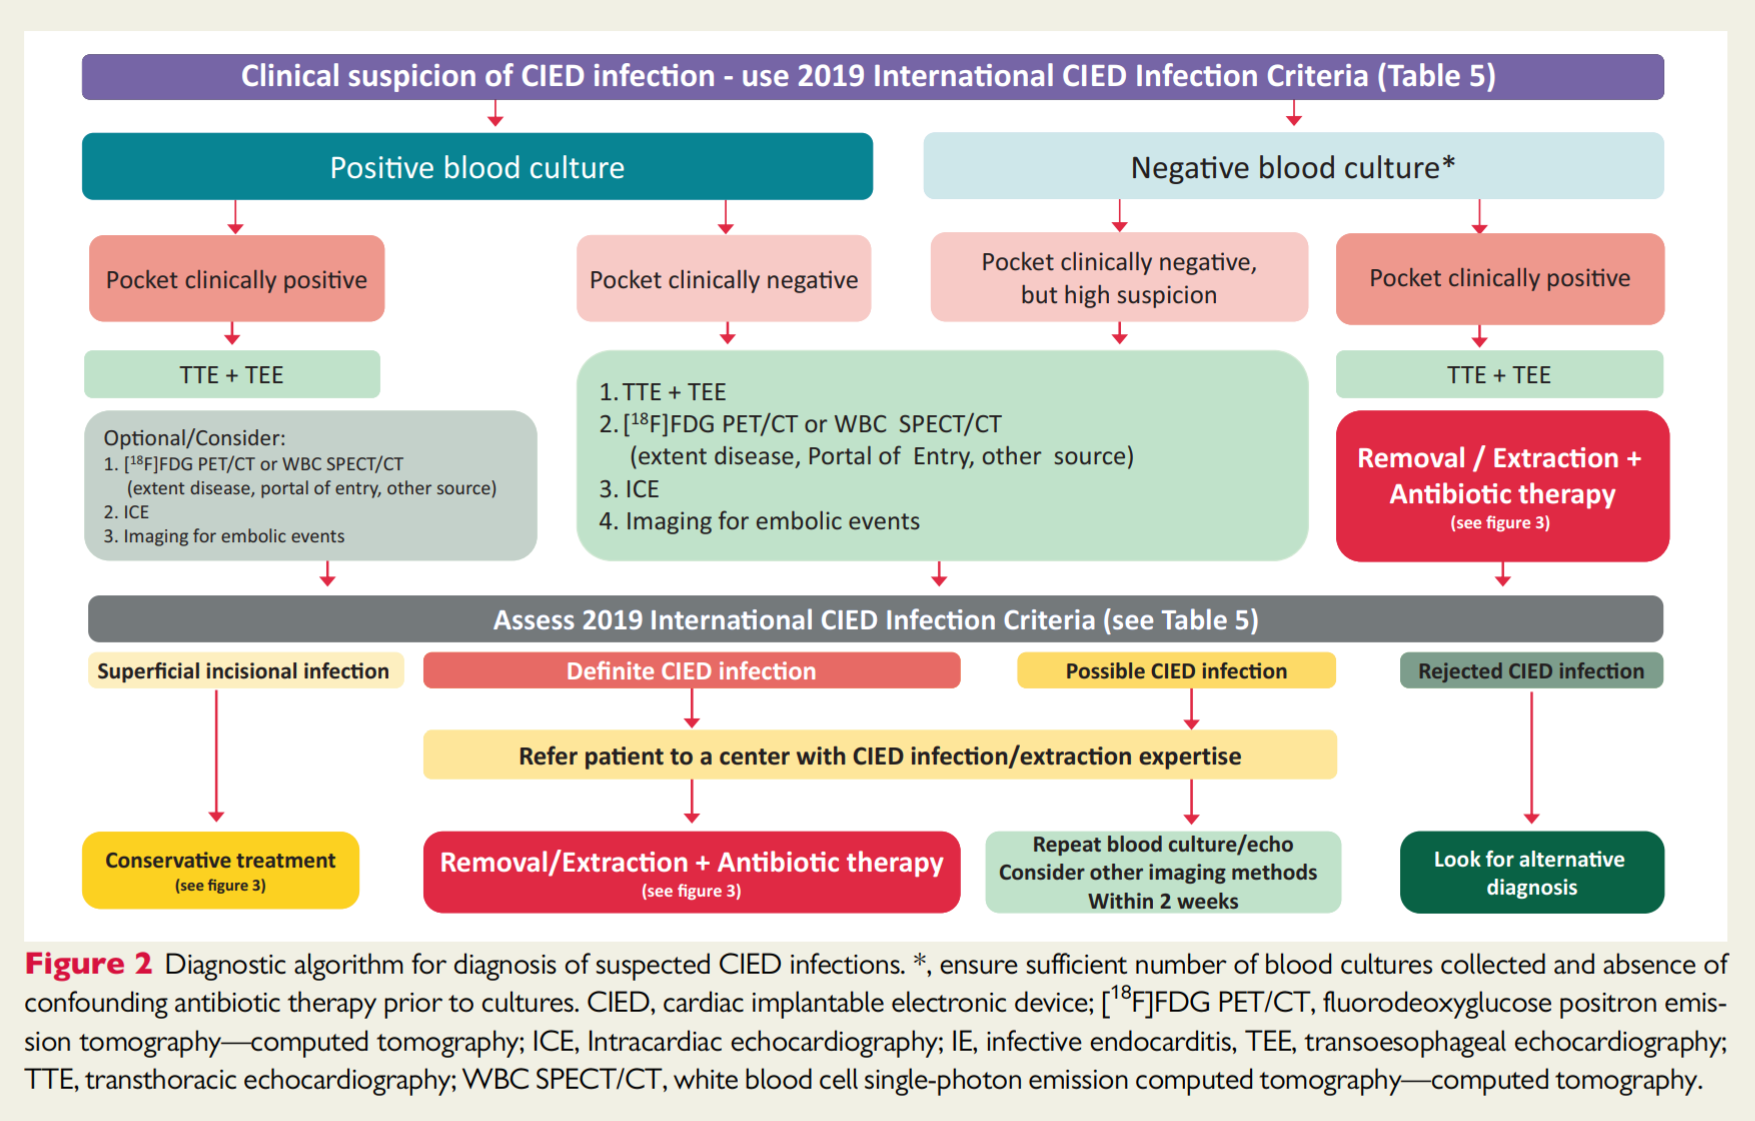 Clinical suspicion of CIED infection - use 2019 International CIED Infection Criteria (Table 5)
Positive blood culture
Negative blood culture*
Pocket clinically positive
Pocket clinically negative
Pocket clinically negative,
but high suspicion
Pocket clinically positive
TTE + TEE
Optional/Consider:
1. [¹⁸F]FDG PET/CT or WBC SPECT/CT
(extent disease, portal of entry, other source)
2. ICE
3. Imaging for embolic events
1. TTE + TEE
2. [¹⁸F]FDG PET/CT or WBC SPECT/CT
(extent disease, Portal of Entry, other source)
3. ICE
4. Imaging for embolic events
TTE + TEE
Removal / Extraction +
Antibiotic therapy
(see figure 3)
Assess 2019 International CIED Infection Criteria (see Table 5)
Superficial incisional infection
Definite CIED infection
Possible CIED infection
Rejected CIED infection
Refer patient to a center with CIED infection/extraction expertise
Conservative treatment
(see figure 3)
Removal/Extraction + Antibiotic therapy
(see figure 3)
Repeat blood culture/echo
Consider other imaging methods
Within 2 weeks
Look for alternative
diagnosis
Figure 2 Diagnostic algorithm for diagnosis of suspected CIED infections. *, ensure sufficient number of blood cultures collected and absence of
confounding antibiotic therapy prior to cultures. CIED, cardiac implantable electronic device; [¹⁸F]FDG PET/CT, fluorodeoxyglucose positron emis-
sion tomography—computed tomography; ICE, Intracardiac echocardiography; IE, infective endocarditis, TEE, transoesophageal echocardiography;
TTE, transthoracic echocardiography; WBC SPECT/CT, white blood cell single-photon emission computed tomography—computed tomography.